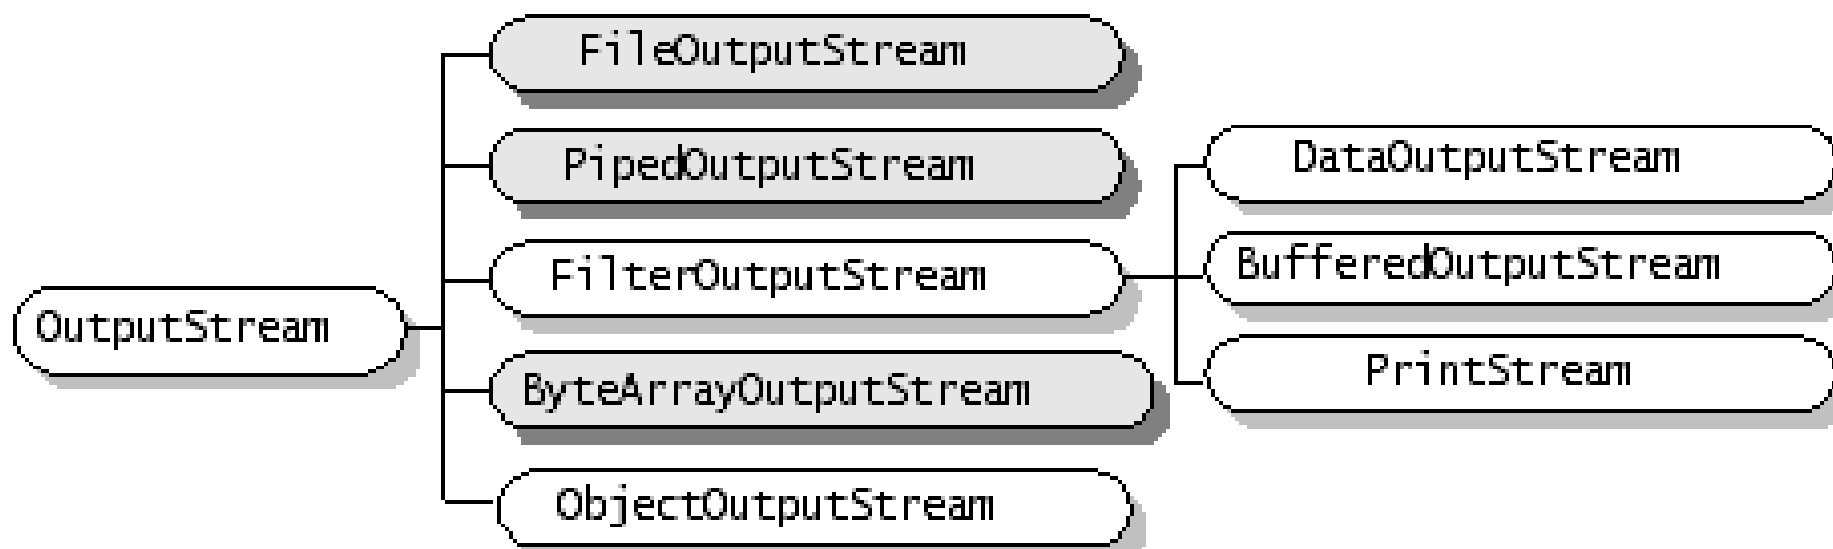 FileOutputStream
PipedOutputStream
DataOutputStream
FilterOutputStream
BufferedOutputStream
OutputStream
ByteArrayOutputStream
PrintStream
ObjectOutputStream